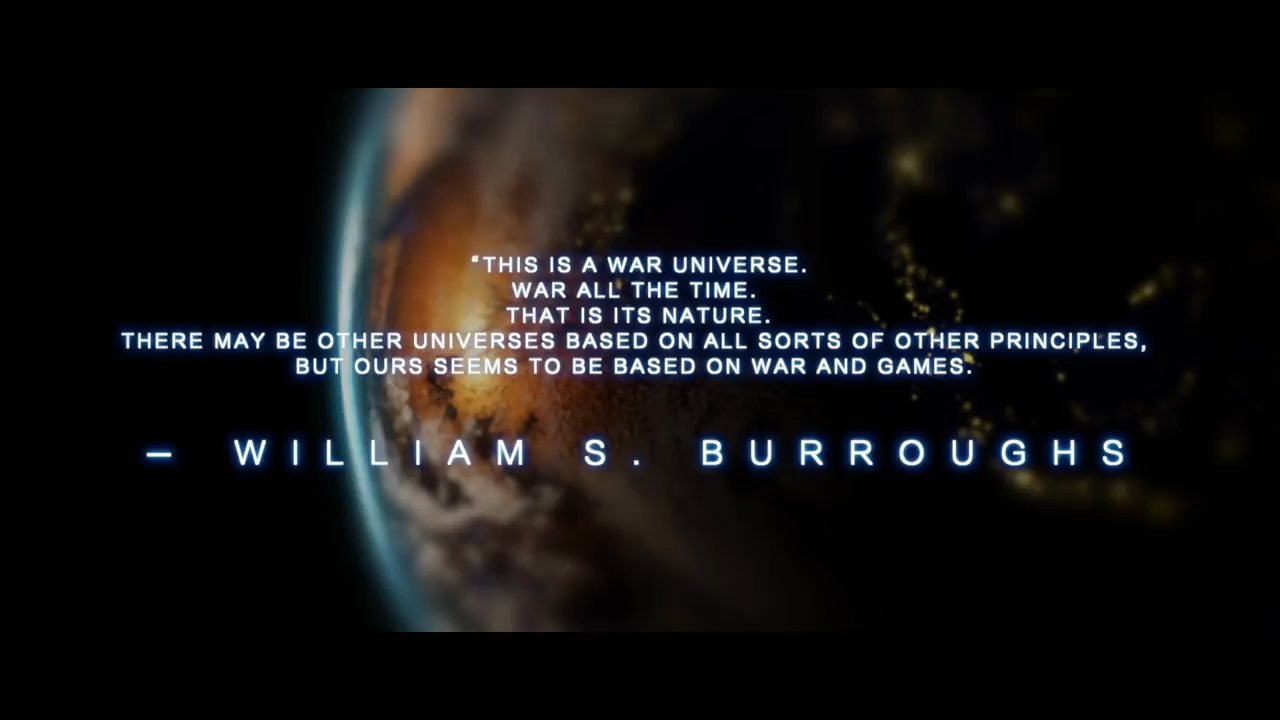 “THIS IS A WAR UNIVERSE.
WAR ALL THE TIME.
THAT IS ITS NATURE.
THERE MAY BE OTHER UNIVERSES BASED ON ALL SORTS OF OTHER PRINCIPLES,
BUT OURS SEEMS TO BE BASED ON WAR AND GAMES.
– WILLIAM S. BURROUGHS